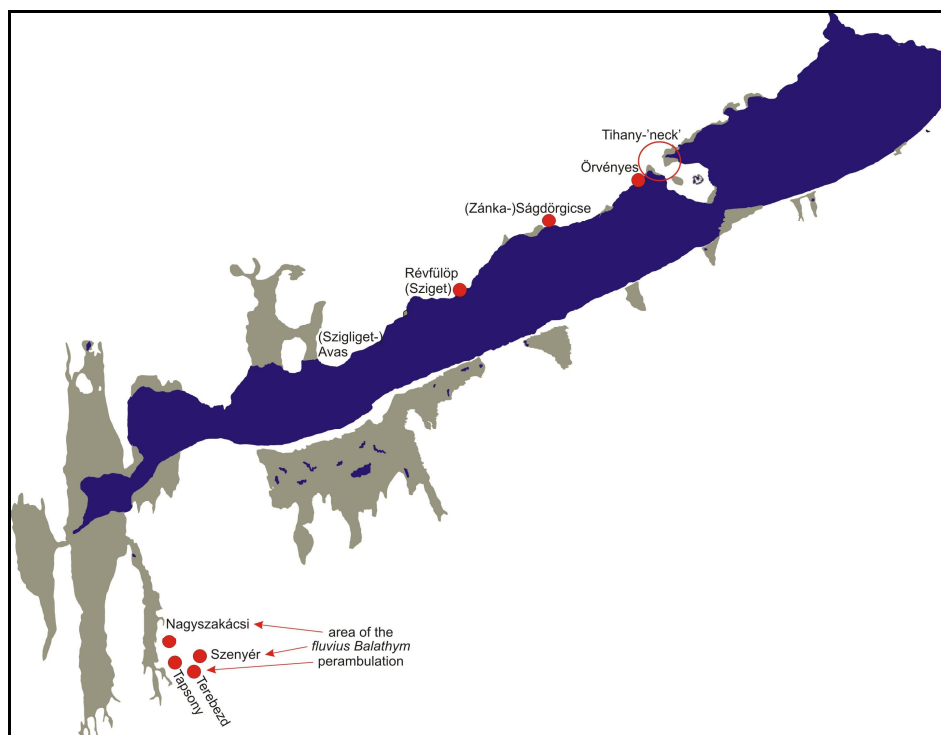 Tihany-'neck'
Örvényes
(Zánka-)Ságdörgicse
Révfülöp
(Sziget)
(Szigliget-)
Avas
Nagyszakácsi
area of the
fluvius Balathym
perambulation
Szenyér
Tapsony
Terebezd